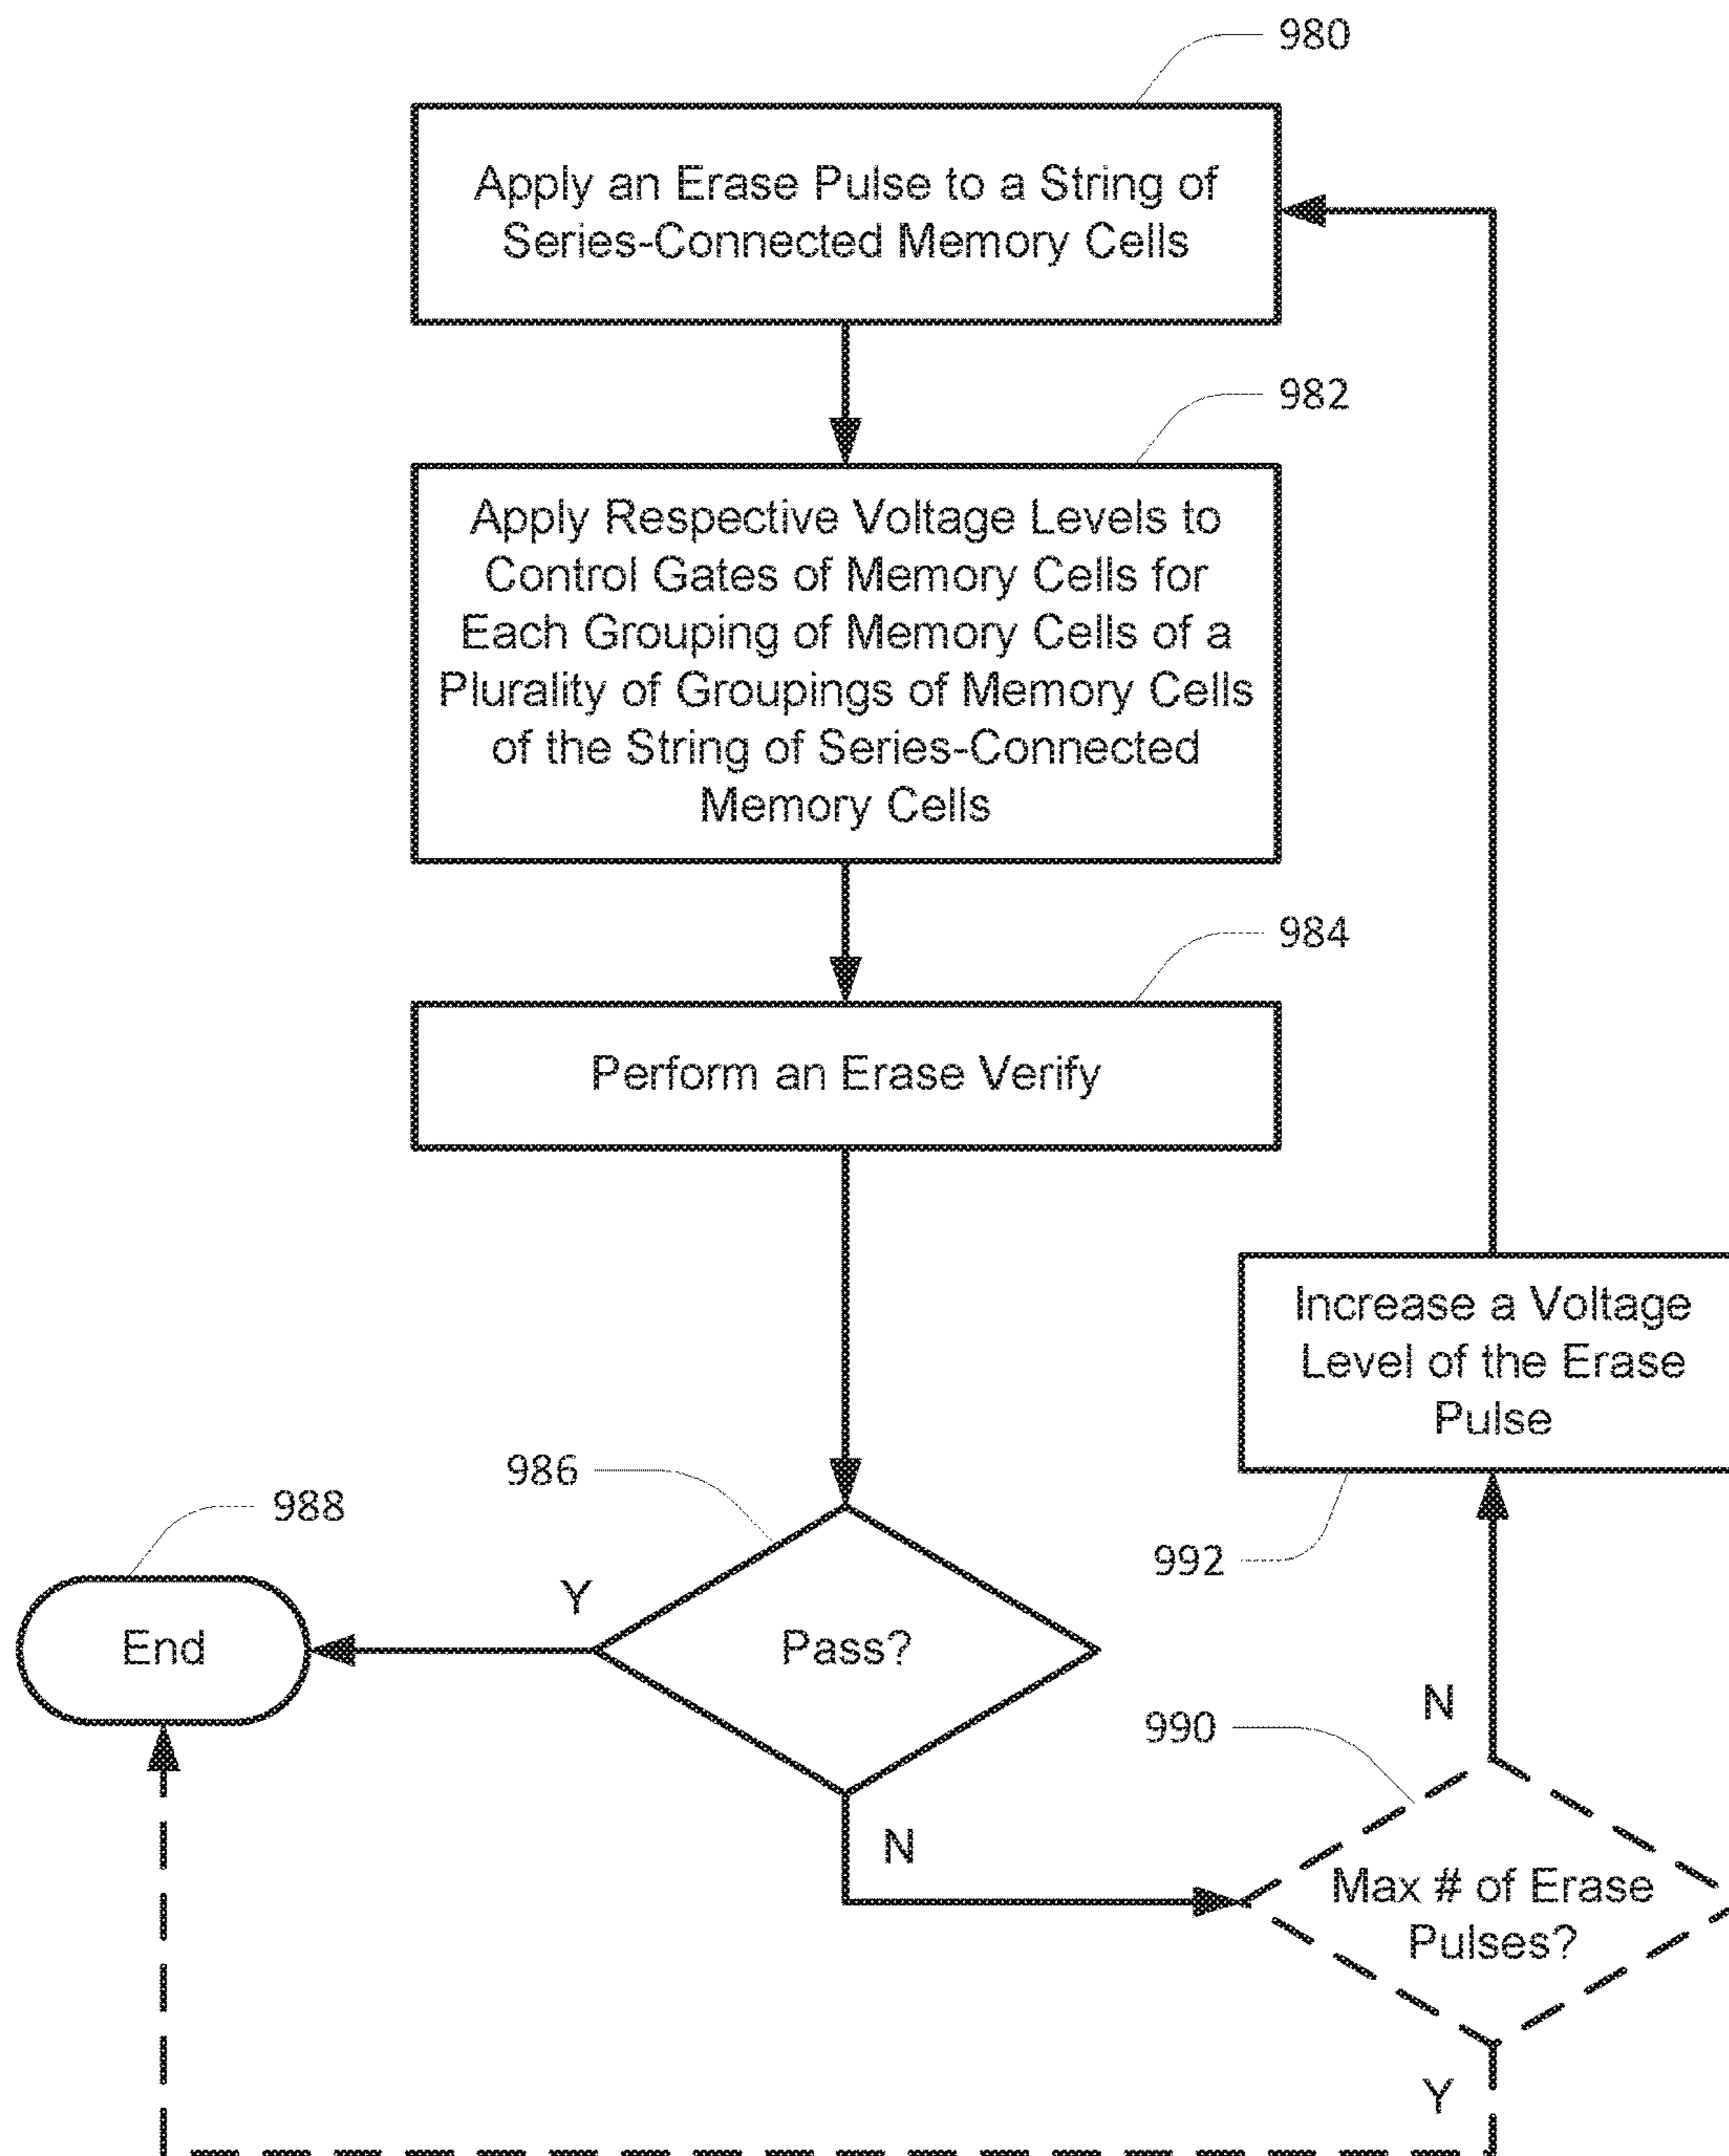 980
Apply an Erase Pulse to a String of
Series-Connected Memory Cells
982
Apply Respective Voltage Levels to
Control Gates of Memory Cells for
Each Grouping of Memory Cells of a
Plurality of Groupings of Memory Cells
of the String of Series-Connected
Memory Cells
984
Perform an Erase Verify
Increase a Voltage
Level of the Erase
Pulse
986
988
992
Y
End
Pass?
N
990
N
Max # of Erase
Pulses?
Y